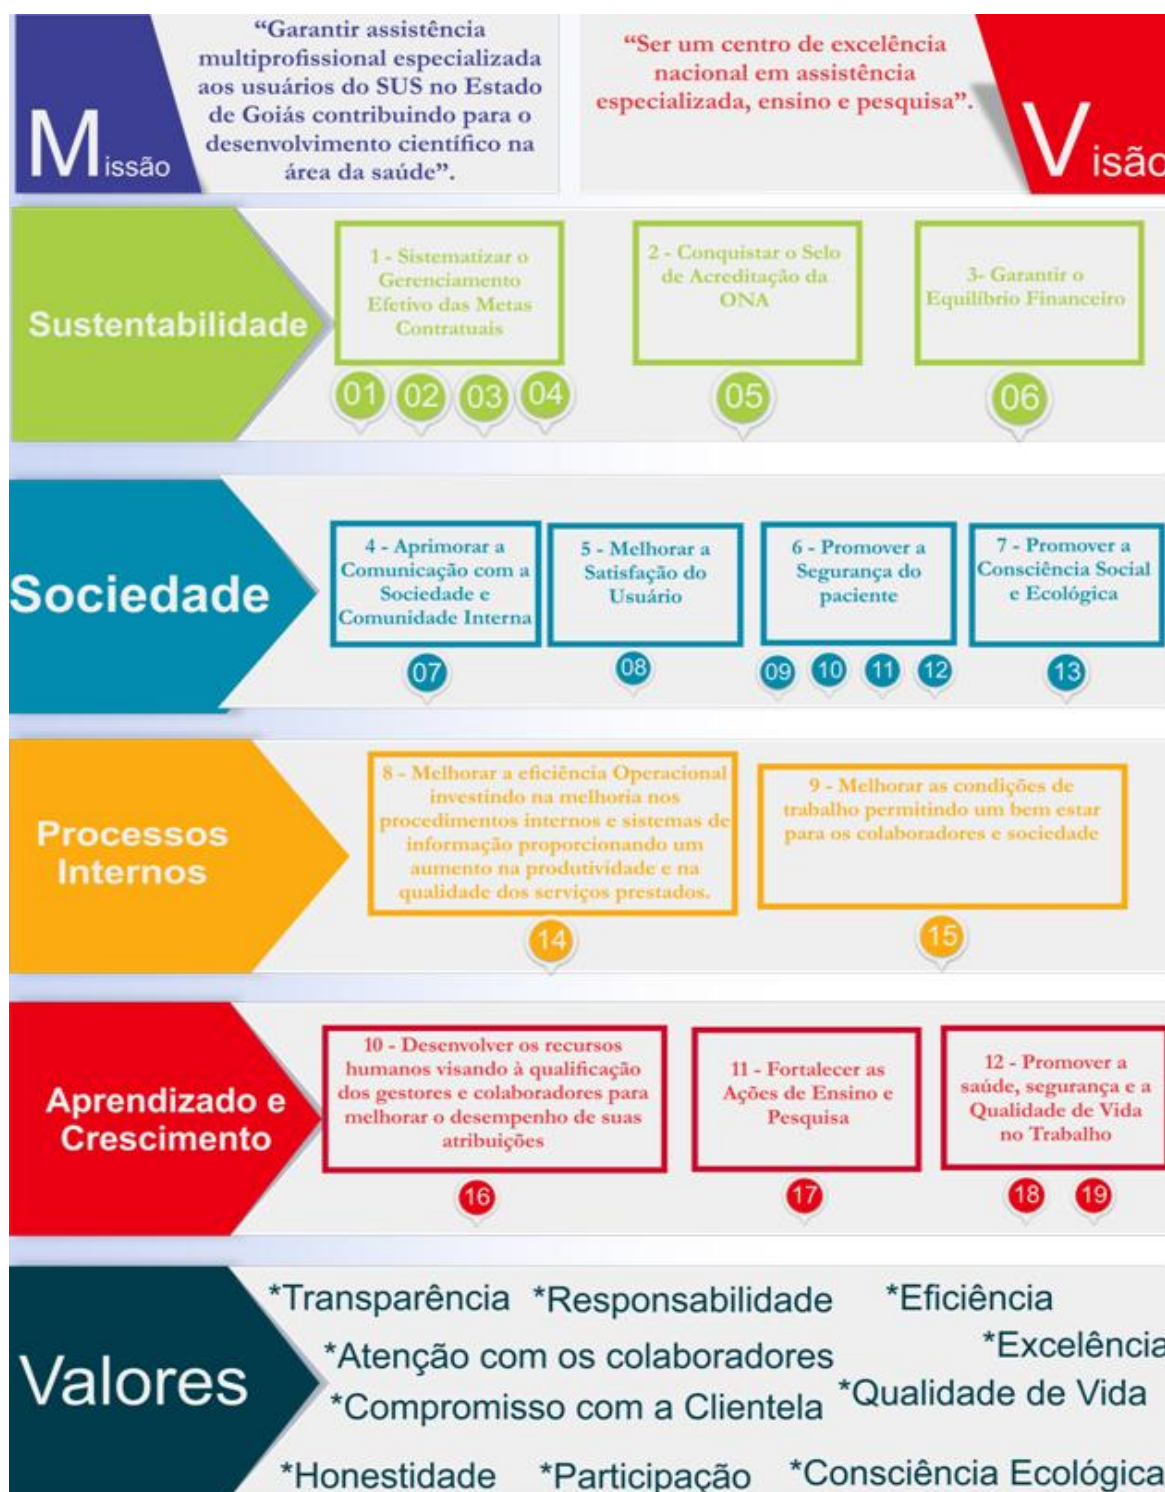 Missão
“Garantir assistência
multiprofissional especializada
aos usuários do SUS no Estado
de Goiás contribuindo para o
desenvolvimento científico na
área da saúde”.
“Ser um centro de excelência
nacional em assistência
especializada, ensino e pesquisa”.
Visão
Sustentabilidade
1 - Sistematizar o
Gerenciamento
Efetivo das Metas
Contratuais
01 02 03 04
2 - Conquistar o Selo
de Acreditação da
ONA
05
3- Garantir o
Equilíbrio Financeiro
06
Sociedade
4 - Aprimorar a
Comunicação com a
Sociedade e
Comunidade Interna
07
5 - Melhorar a
Satisfação do
Usuário
08
6 - Promover a
Segurança do
paciente
09 10 11 12
7 - Promover a
Consciência Social
e Ecológica
13
Processos
Internos
8 - Melhorar a eficiência Operacional
investindo na melhoria nos
procedimentos internos e sistemas de
informação proporcionando um
aumento na produtividade e na
qualidade dos serviços prestados.
14
9 - Melhorar as condições de
trabalho permitindo um bem estar
para os colaboradores e sociedade
15
Aprendizado e
Crescimento
10 - Desenvolver os recursos
humanos visando à qualificação
dos gestores e colaboradores para
melhorar o desempenho de suas
atribuições
16
11 - Fortalecer as
Ações de Ensino e
Pesquisa
17
12 - Promover a
saúde, segurança e a
Qualidade de Vida
no Trabalho
18 19
Valores
*Transparência *Responsabilidade *Eficiência
*Atenção com os colaboradores *Excelência
*Compromisso com a Clientela *Qualidade de Vida
*Honestidade *Participação *Consciência Ecológica